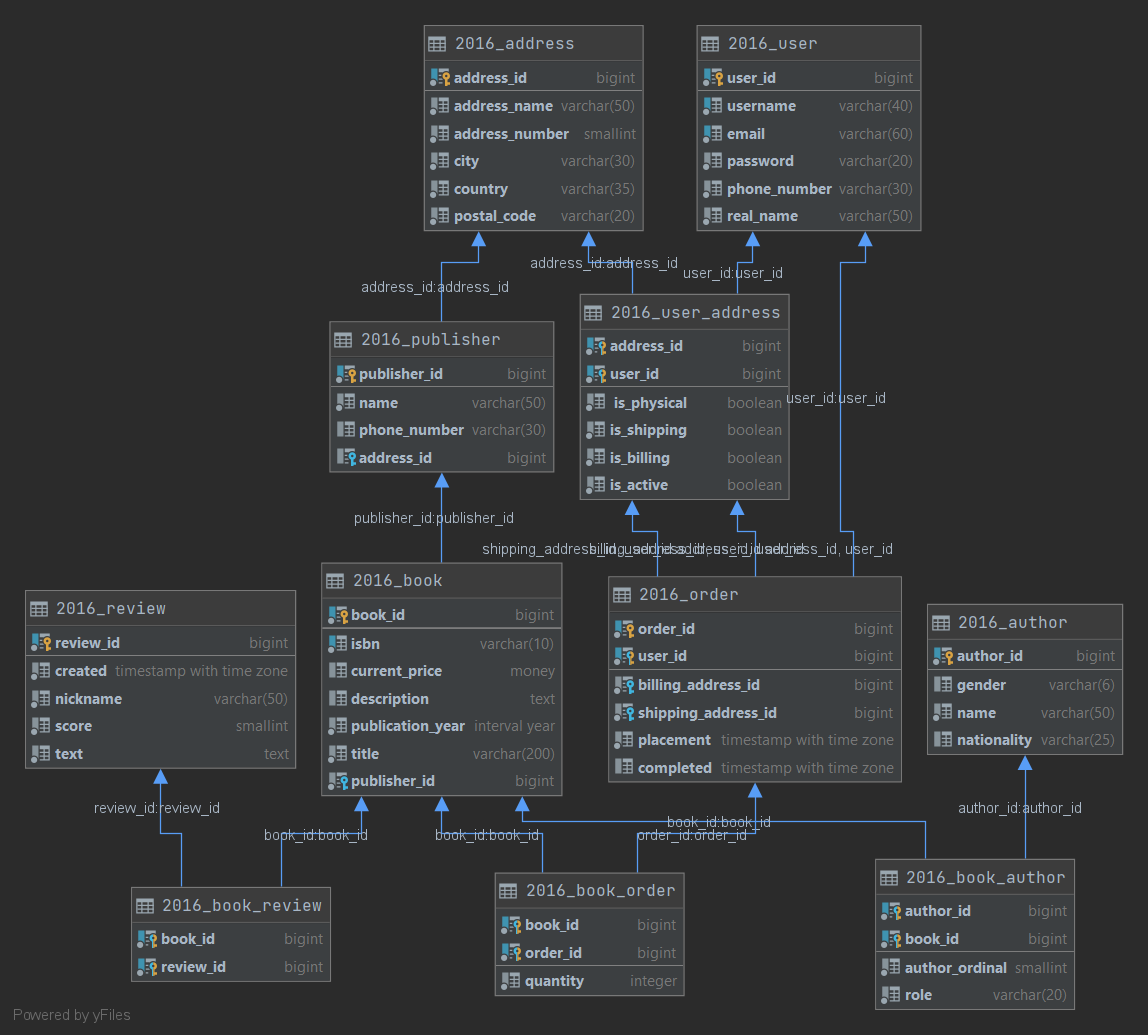 2016_address
address_id bigint
address_name varchar(50)
address_number smallint
city varchar(30)
country varchar(35)
postal_code varchar(20)
2016_user
user_id bigint
username varchar(40)
email varchar(60)
password varchar(20)
phone_number varchar(30)
real_name varchar(50)
address_id:address_id
address_id:address_id
user_id:user_id
2016_publisher
publisher_id bigint
name varchar(50)
phone_number varchar(30)
address_id bigint
2016_user_address
address_id bigint
user_id bigint
is_physical boolean
is_shipping boolean
is_billing boolean
is_active boolean
user_id:user_id
publisher_id:publisher_id
2016_review
review_id bigint
created timestamp with time zone
nickname varchar(50)
score smallint
text text
2016_book
book_id bigint
isbn varchar(10)
current_price money
description text
publication_year interval year
title varchar(200)
publisher_id bigint
2016_order
order_id bigint
user_id bigint
billing_address_id bigint
shipping_address_id bigint
placement timestamp with time zone
completed timestamp with time zone
2016_author
author_id bigint
gender varchar(6)
name varchar(50)
nationality varchar(25)
review_id:review_id
book_id:book_id
book_id:book_id
book_id:book_id
order_id:order_id
author_id:author_id
2016_book_review
book_id bigint
review_id bigint
2016_book_order
book_id bigint
order_id bigint
quantity integer
2016_book_author
author_id bigint
book_id bigint
author_ordinal smallint
role varchar(20)
Powered by yFiles